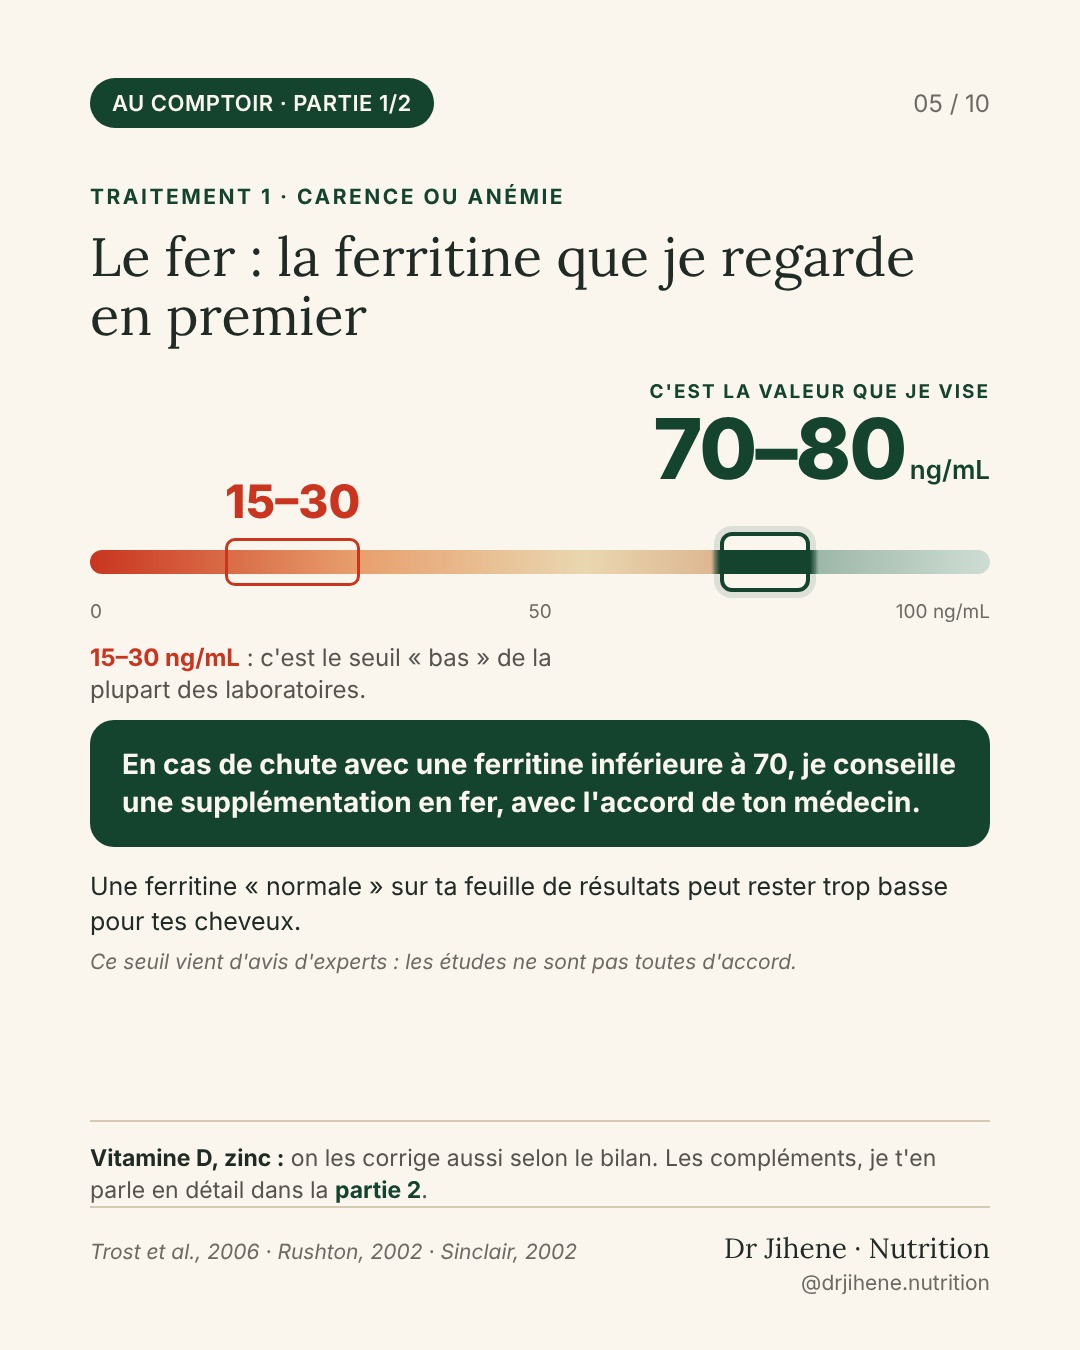 AU COMPTOIR · PARTIE 1/2
05 / 10
TRAITEMENT 1 · CARENCE OU ANÉMIE
Le fer : la ferritine que je regarde
en premier
C'EST LA VALEUR QUE JE VISE
70–80 ng/mL
15–30
0
50
100 ng/mL
15–30 ng/mL : c'est le seuil « bas » de la
plupart des laboratoires.
En cas de chute avec une ferritine inférieure à 70, je conseille
une supplémentation en fer, avec l'accord de ton médecin.
Une ferritine « normale » sur ta feuille de résultats peut rester trop basse
pour tes cheveux.
Ce seuil vient d'avis d'experts : les études ne sont pas toutes d'accord.
Vitamine D, zinc : on les corrige aussi selon le bilan. Les compléments, je t'en
parle en détail dans la partie 2.
Trost et al., 2006 · Rushton, 2002 · Sinclair, 2002
Dr Jihene · Nutrition
@drjihene.nutrition